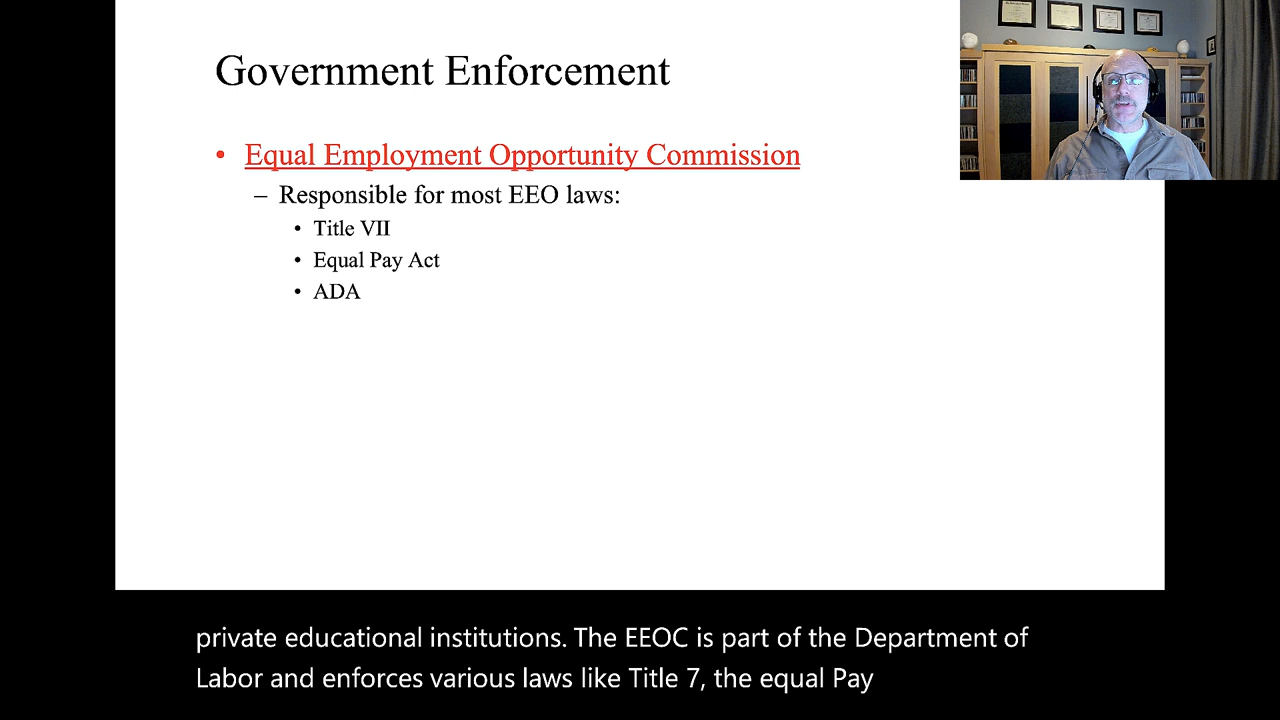 Government Enforcement
• Equal Employment Opportunity Commission
– Responsible for most EEO laws:
• Title VII
• Equal Pay Act
• ADA
private educational institutions. The EEOC is part of the Department of
Labor and enforces various laws like Title 7, the equal Pay